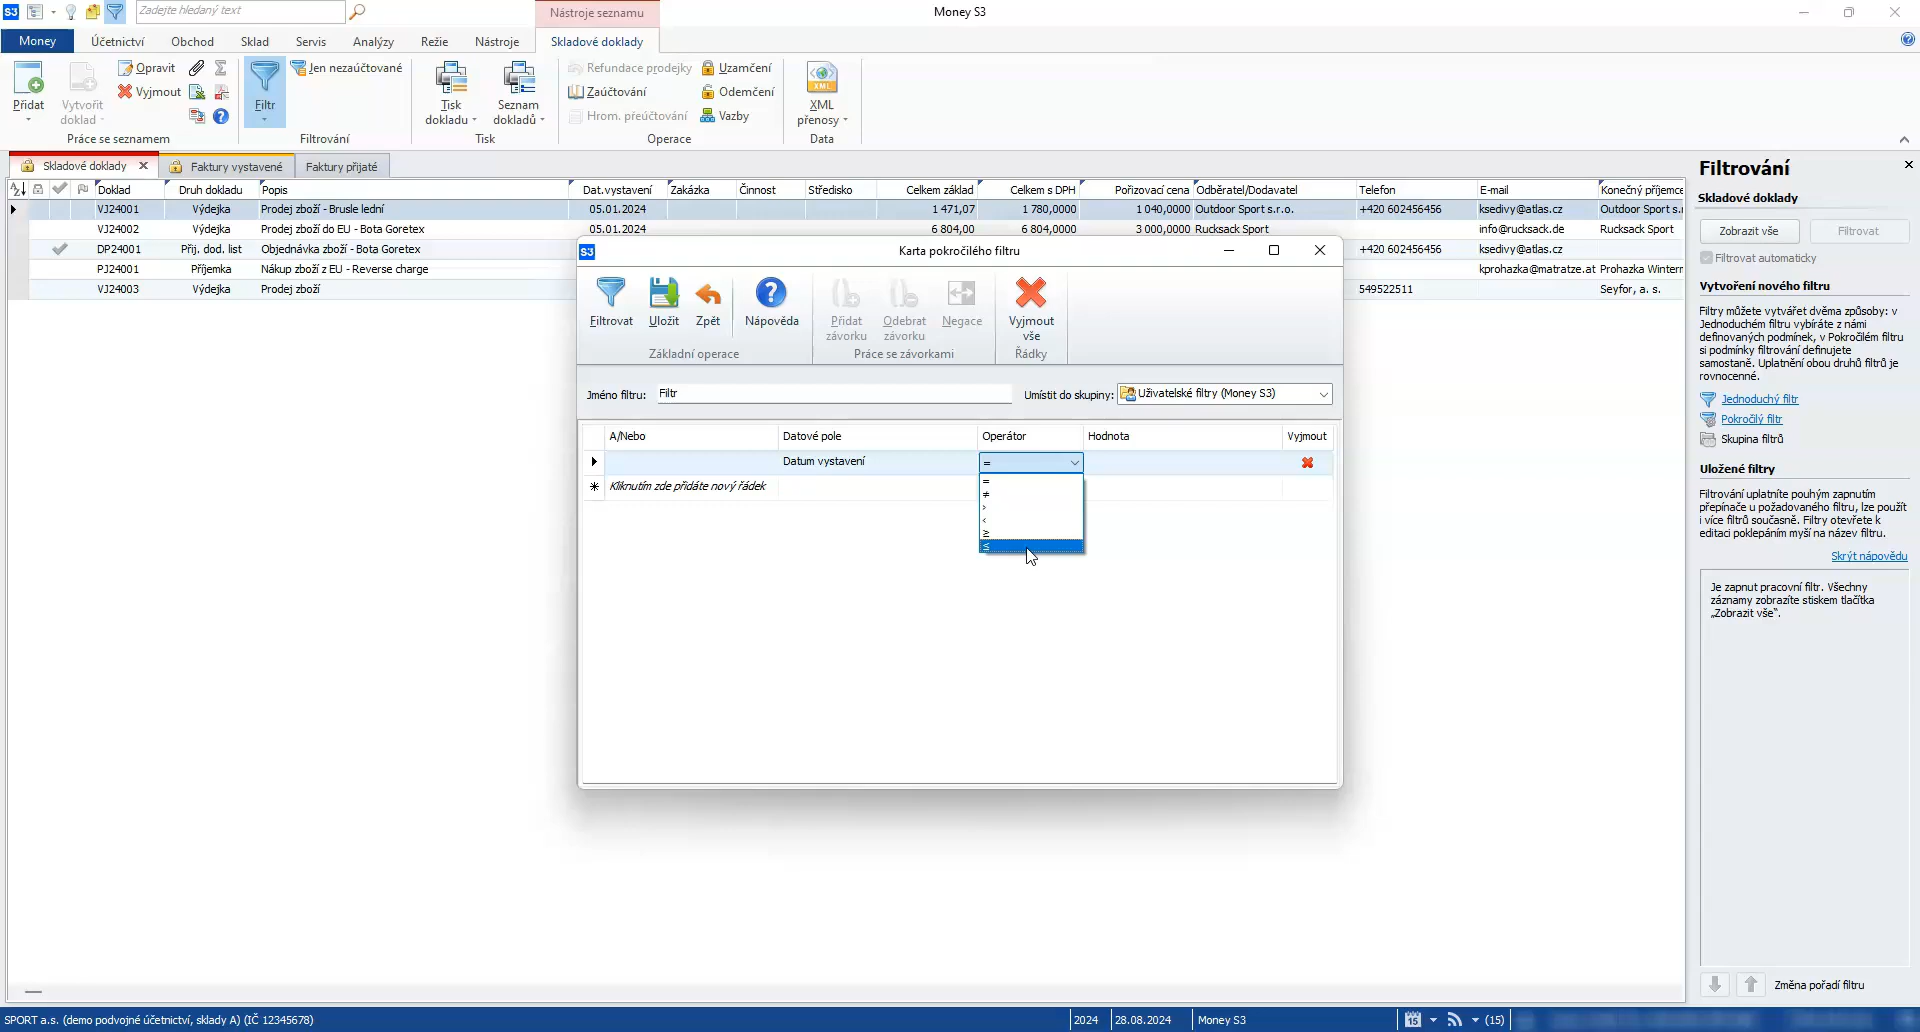 S3
Zadejte hledaný text
Nástroje seznamu
Money S3
Money
Účetnictví
Obchod
Sklad
Servis
Analýzy
Režie
Nástroje
Skladové doklady
Přidat
Vytvořit
doklad
Opravit
Vyjmout
Práce se seznamem
Filtr
Jen nezaúčtované
Filtrování
Tisk
dokladu
Seznam
dokladů
Tisk
Refundace prodejky
Zaúčtování
Hrom. přeúčtování
Uzamčení
Odemčení
Vazby
Operace
XML
XML
přenosy
Data
Skladové doklady
Faktury vystavené
Faktury přijaté
Doklad Druh dokladu Popis Dat.vystavení Zakázka Činnost Středisko Celkem základ Celkem s DPH Pořizovací cena Odběratel/Dodavatel Telefon E-mail Konečný příjemce
VJ24001 Výdejka Prodej zboží - Brusle lední 05.01.2024 1 471,07 1 780,0000 1 040,0000 Outdoor Sport s.r.o. +420 602456456 ksedivy@atlas.cz Outdoor Sport s.r
VJ24002 Výdejka Prodej zboží do EU - Bota Goretex 05.01.2024 6 804,00 6 804,0000 3 000,0000 Rucksack Sport info@rucksack.de Rucksack Sport
DP24001 Přij. dod. list Objednávka zboží - Bota Goretex +420 602456456 ksedivy@atlas.cz
PJ24001 Příjemka Nákup zboží z EU - Reverse charge kprohazka@matratze.at Prohazka Winterm
VJ24003 Výdejka Prodej zboží 549522511 Seyfor, a. s.
S3
Karta pokročilého filtru
Filtrovat
Uložit
Zpět
Nápověda
Základní operace
Přidat
závorku
Odebrat
závorku
Negace
Práce se závorkami
Vyjmout
vše
Řádky
Jméno filtru: Filtr
Umístit do skupiny: Uživatelské filtry (Money S3)
A/Nebo Datové pole Operátor Hodnota Vyjmout
Datum vystavení =
Kliknutím zde přidáte nový řádek
=
≠
>
<
≥
≤
Filtrování
Skladové doklady
Zobrazit vše
Filtrovat
Filtrovat automaticky
Vytvoření nového filtru
Filtry můžete vytvářet dvěma způsoby: v
Jednoduchém filtru vybíráte z námi
definovaných podmínek, v Pokročilém filtru
si podmínky filtrování definujete
samostaně. Uplatnění obou druhů filtrů je
rovnocenné.
Jednoduchý filtr
Pokročilý filtr
Skupina filtrů
Uložené filtry
Filtrování uplatníte pouhým zapnutím
přepínače u požadovaného filtru, lze použít
i více filtrů současně. Filtry otevřete k
editaci poklepáním myší na název filtru.
Skrýt nápovědu
Je zapnut pracovní filtr. Všechny
záznamy zobrazíte stiskem tlačítka
„Zobrazit vše“.
Změna pořadí filtru
SPORT a.s. (demo podvojné účetnictví, sklady A) (IČ 12345678)
2024
28.08.2024
Money S3
15
(15)